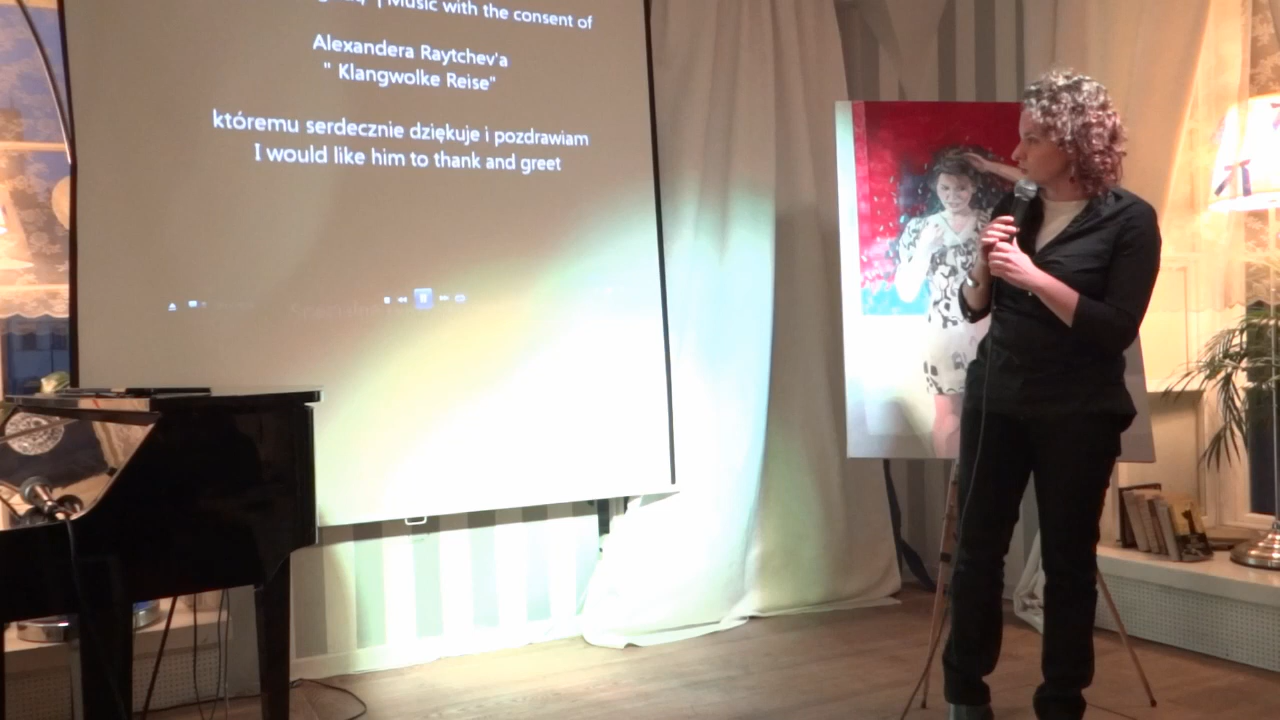 | Music with the consent of
Alexandera Raytchev'a
" Klangwolke Reise"
któremu serdecznie dziękuje i pozdrawiam
I would like him to thank and greet